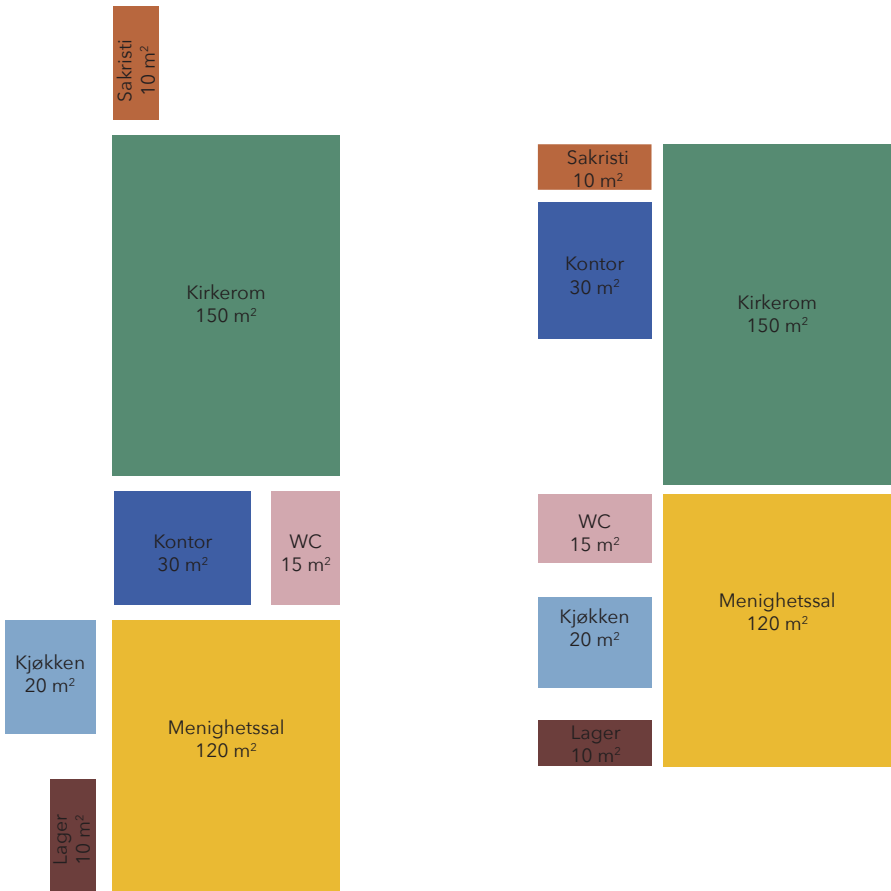 Sakristi
10 m²
Kirkerom
150 m²
Kontor
30 m²
WC
15 m²
Kjøkken
20 m²
Menighetssal
120 m²
Lager
10 m²
Sakristi
10 m²
Kontor
30 m²
Kirkerom
150 m²
WC
15 m²
Kjøkken
20 m²
Menighetssal
120 m²
Lager
10 m²